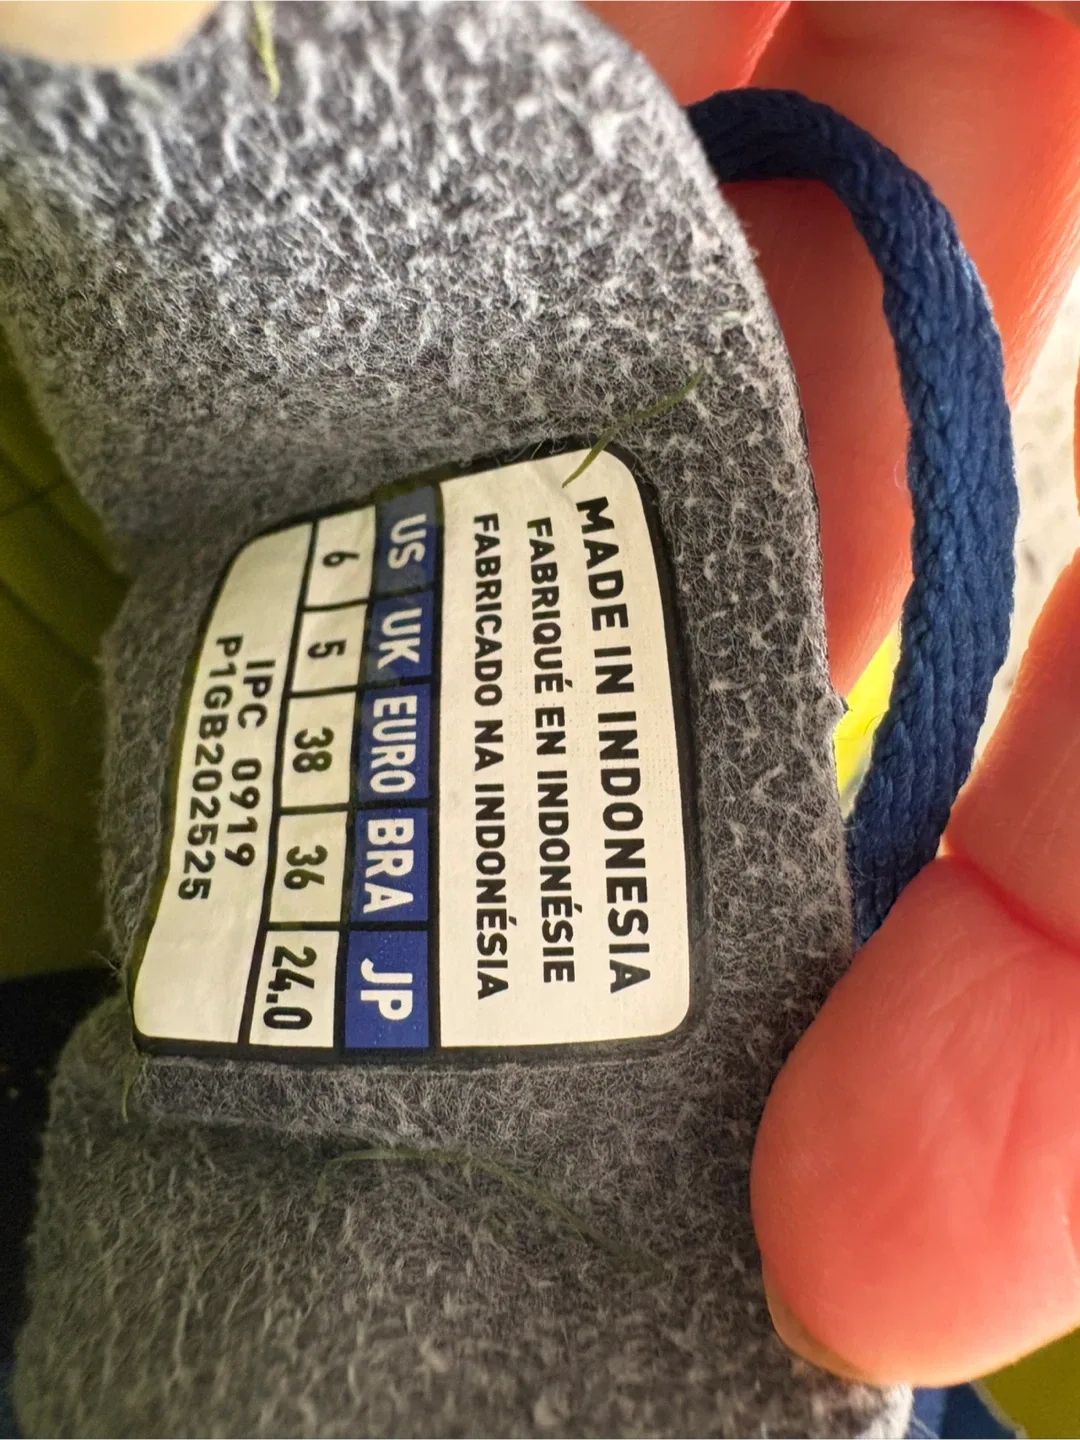 MADE IN INDONESIA
FABRIQUÉ EN INDONÉSIE
FABRICADO NA INDONÉSIA
US UK EURO BRA JP
6 5 38 36 24.0
IPC 0919
P1GB202525